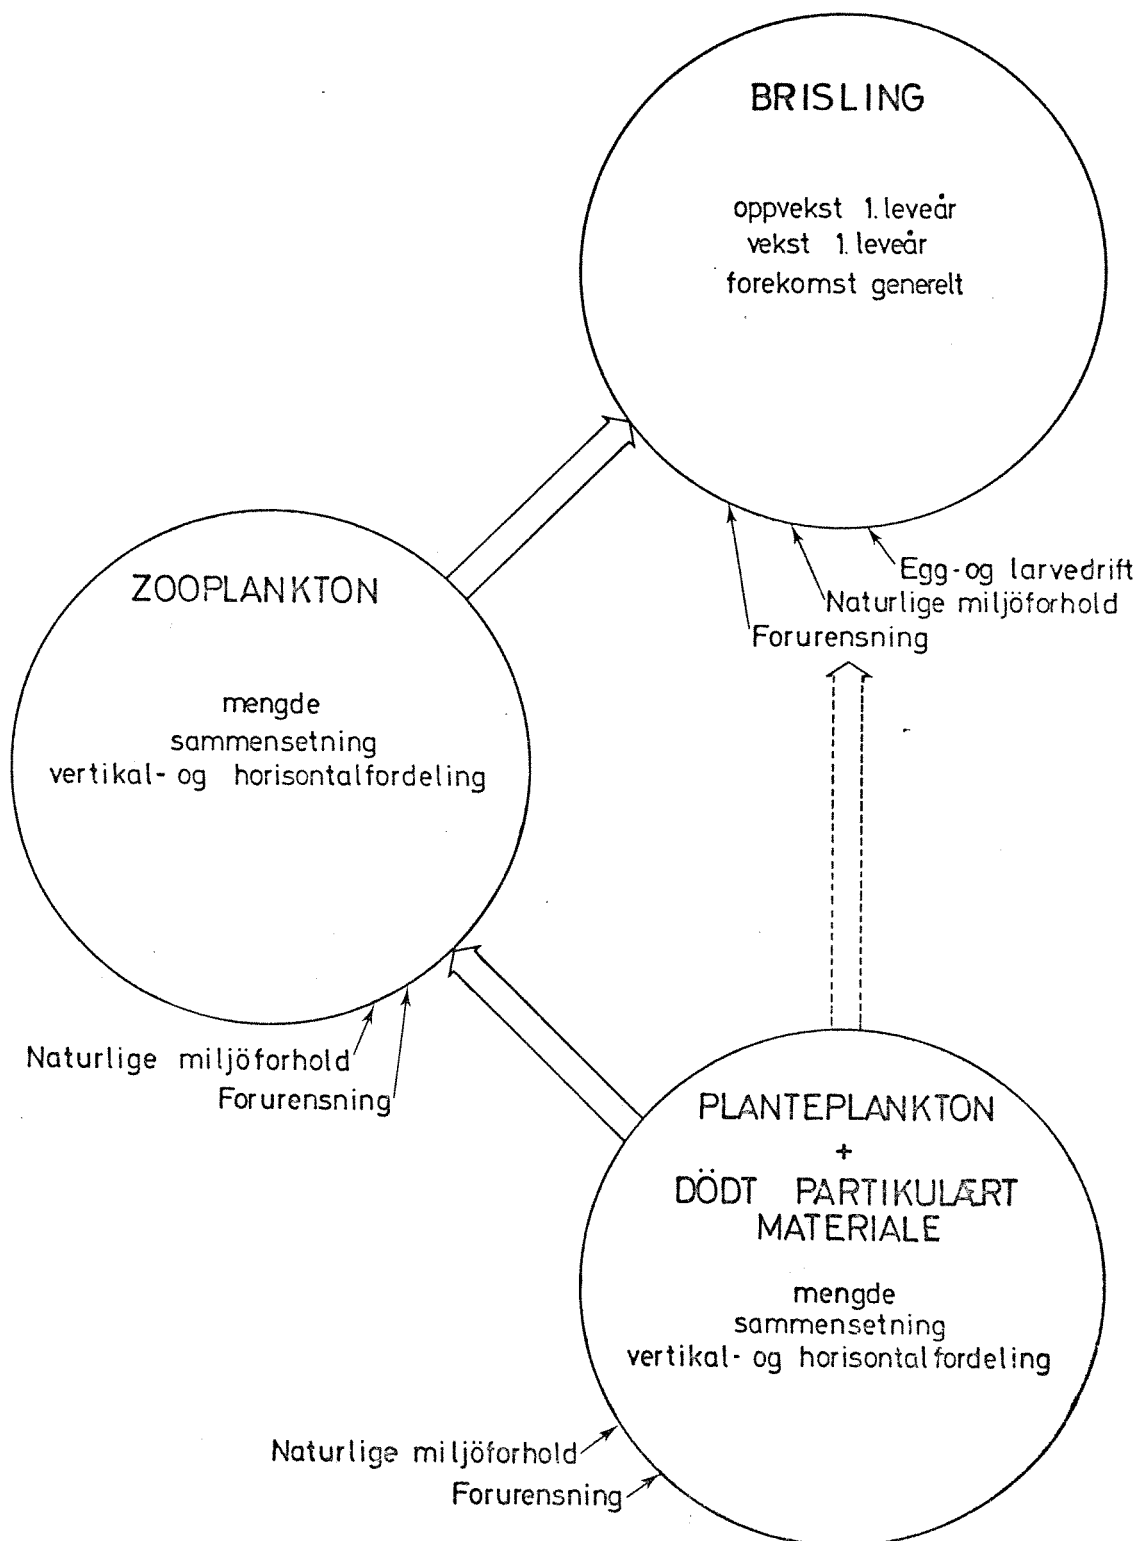 BRISLING
oppvekst 1. leveår
vekst 1. leveår
forekomst generelt
Egg-og larvedrift
Naturlige miljöforhold
Forurensning
ZOOPLANKTON
mengde
sammensetning
vertikal- og horisontalfordeling
Naturlige miljöforhold
Forurensning
PLANTEPLANKTON
+
DÖDT PARTIKULÆRT
MATERIALE
mengde
sammensetning
vertikal- og horisontalfordeling
Naturlige miljöforhold
Forurensning